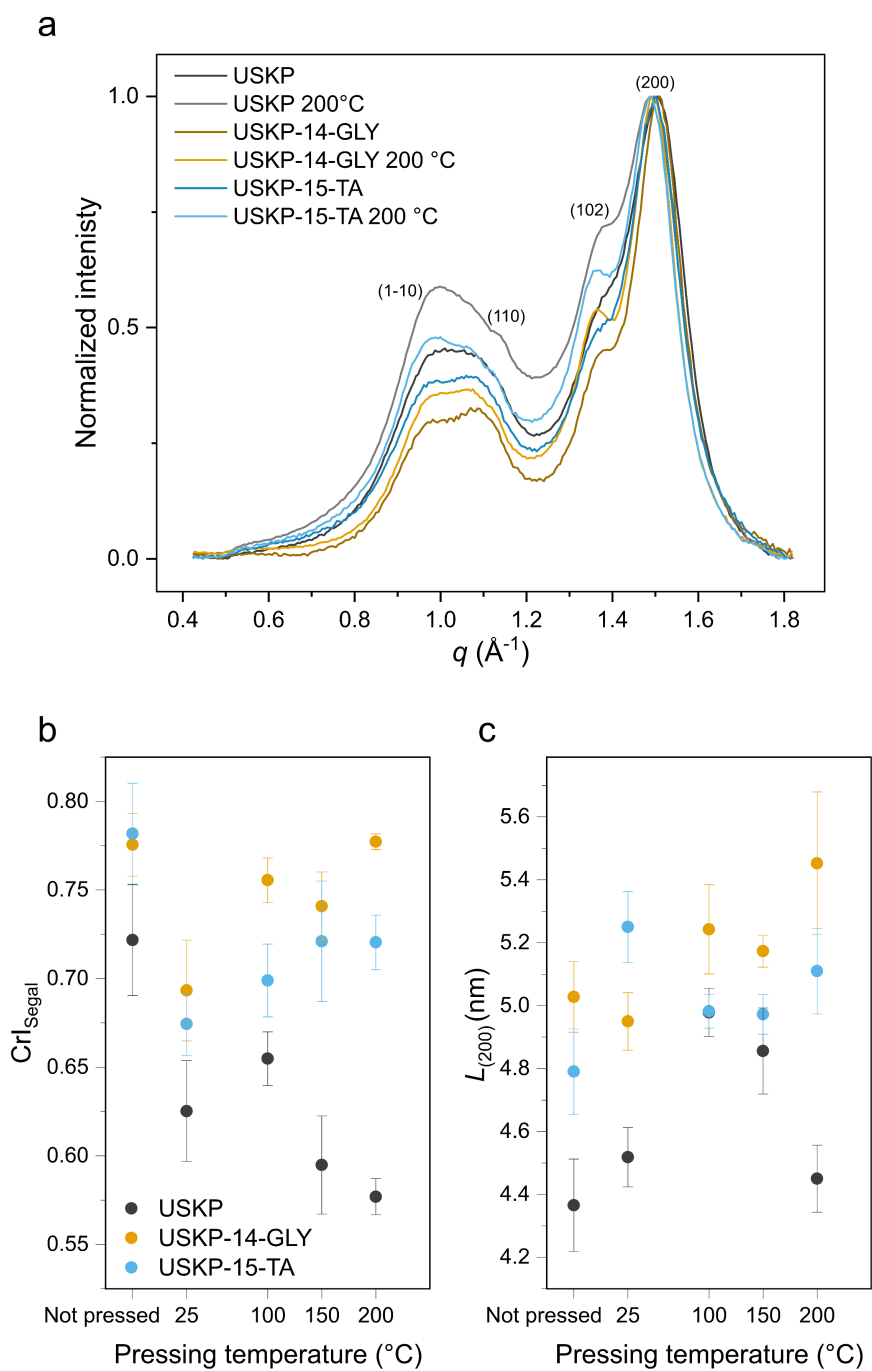 a
USKP
USKP 200°C
USKP-14-GLY
USKP-14-GLY 200 °C
USKP-15-TA
USKP-15-TA 200 °C
(200)
(102)
(1-10)
(110)
1.0
0.5
0.0
Normalized intenisty
0.4 0.6 0.8 1.0 1.2 1.4 1.6 1.8
q (Å-1)
b
0.80
0.75
0.70
0.65
0.60
0.55
CrISegal
USKP
USKP-14-GLY
USKP-15-TA
Not pressed 25 100 150 200
Pressing temperature (°C)
c
5.6
5.4
5.2
5.0
4.8
4.6
4.4
4.2
L(200) (nm)
Not pressed 25 100 150 200
Pressing temperature (°C)